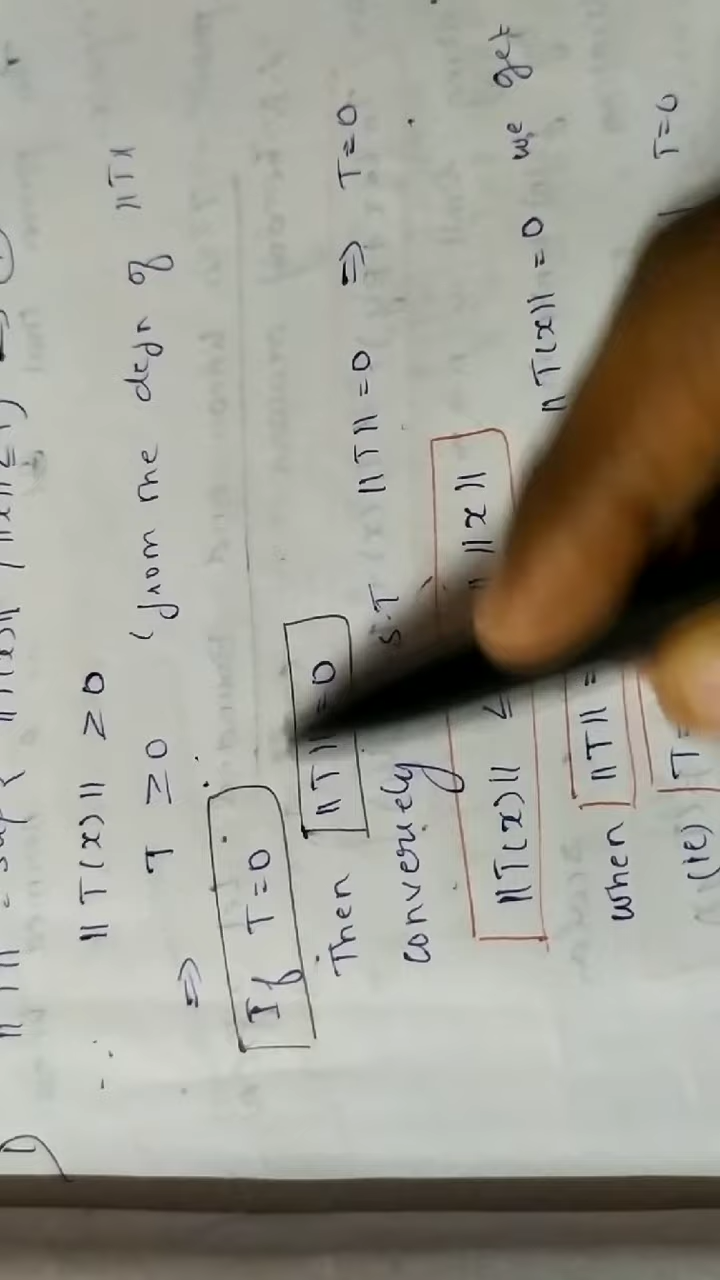 ‖T(x)‖ ≥ 0
⇒ T ≥0 (from the defn of ‖T‖
If T=0
Then ‖T‖=0
conversely S.T ‖T‖=0 ⇒ T=0.
‖T(x)‖ ≤ ‖x‖
when ‖T‖ = ‖T(x)‖=0 we get
(ie) T= T=0